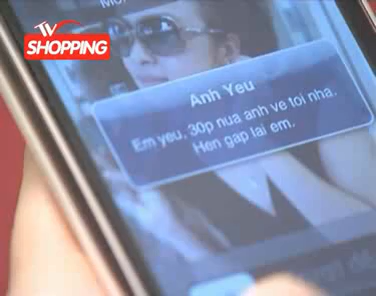 TV
SHOPPING
Anh Yeu
Em yeu, 30p nua anh ve toi nha.
Hen gap lai em.